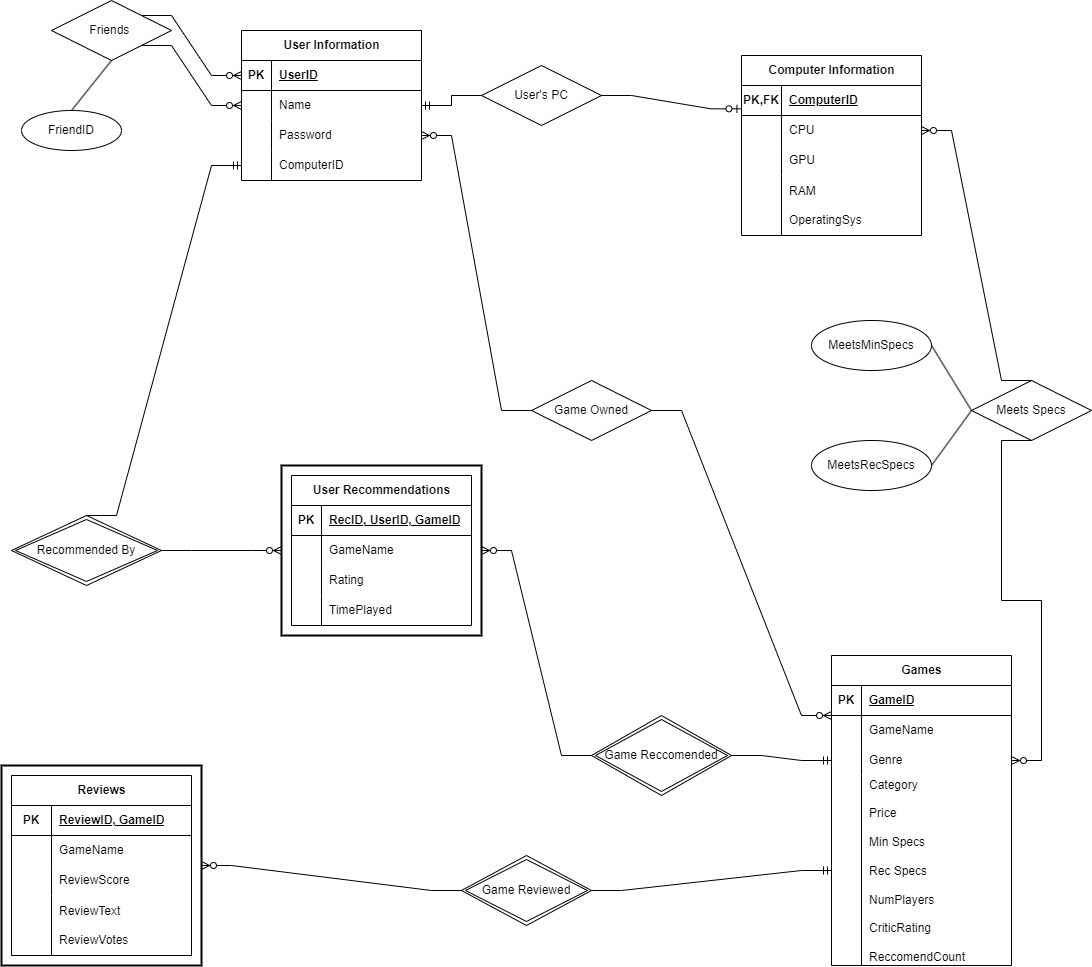 Friends
FriendID
User Information
PK UserID
Name
Password
ComputerID
User's PC
Computer Information
PK,FK ComputerID
CPU
GPU
RAM
OperatingSys
MeetsMinSpecs
Meets Specs
MeetsRecSpecs
Game Owned
Recommended By
User Recommendations
PK RecID, UserID, GameID
GameName
Rating
TimePlayed
Game Reccomended
Games
PK GameID
GameName
Genre
Category
Price
Min Specs
Rec Specs
NumPlayers
CriticRating
ReccomendCount
Reviews
PK ReviewID, GameID
GameName
ReviewScore
ReviewText
ReviewVotes
Game Reviewed